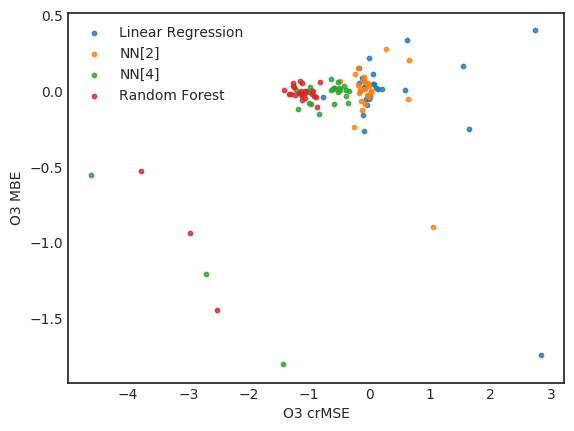 Linear Regression
NN[2]
NN[4]
Random Forest
0.5
0.0
−0.5
−1.0
−1.5
O3 MBE
−4
−3
−2
−1
0
1
2
3
O3 crMSE